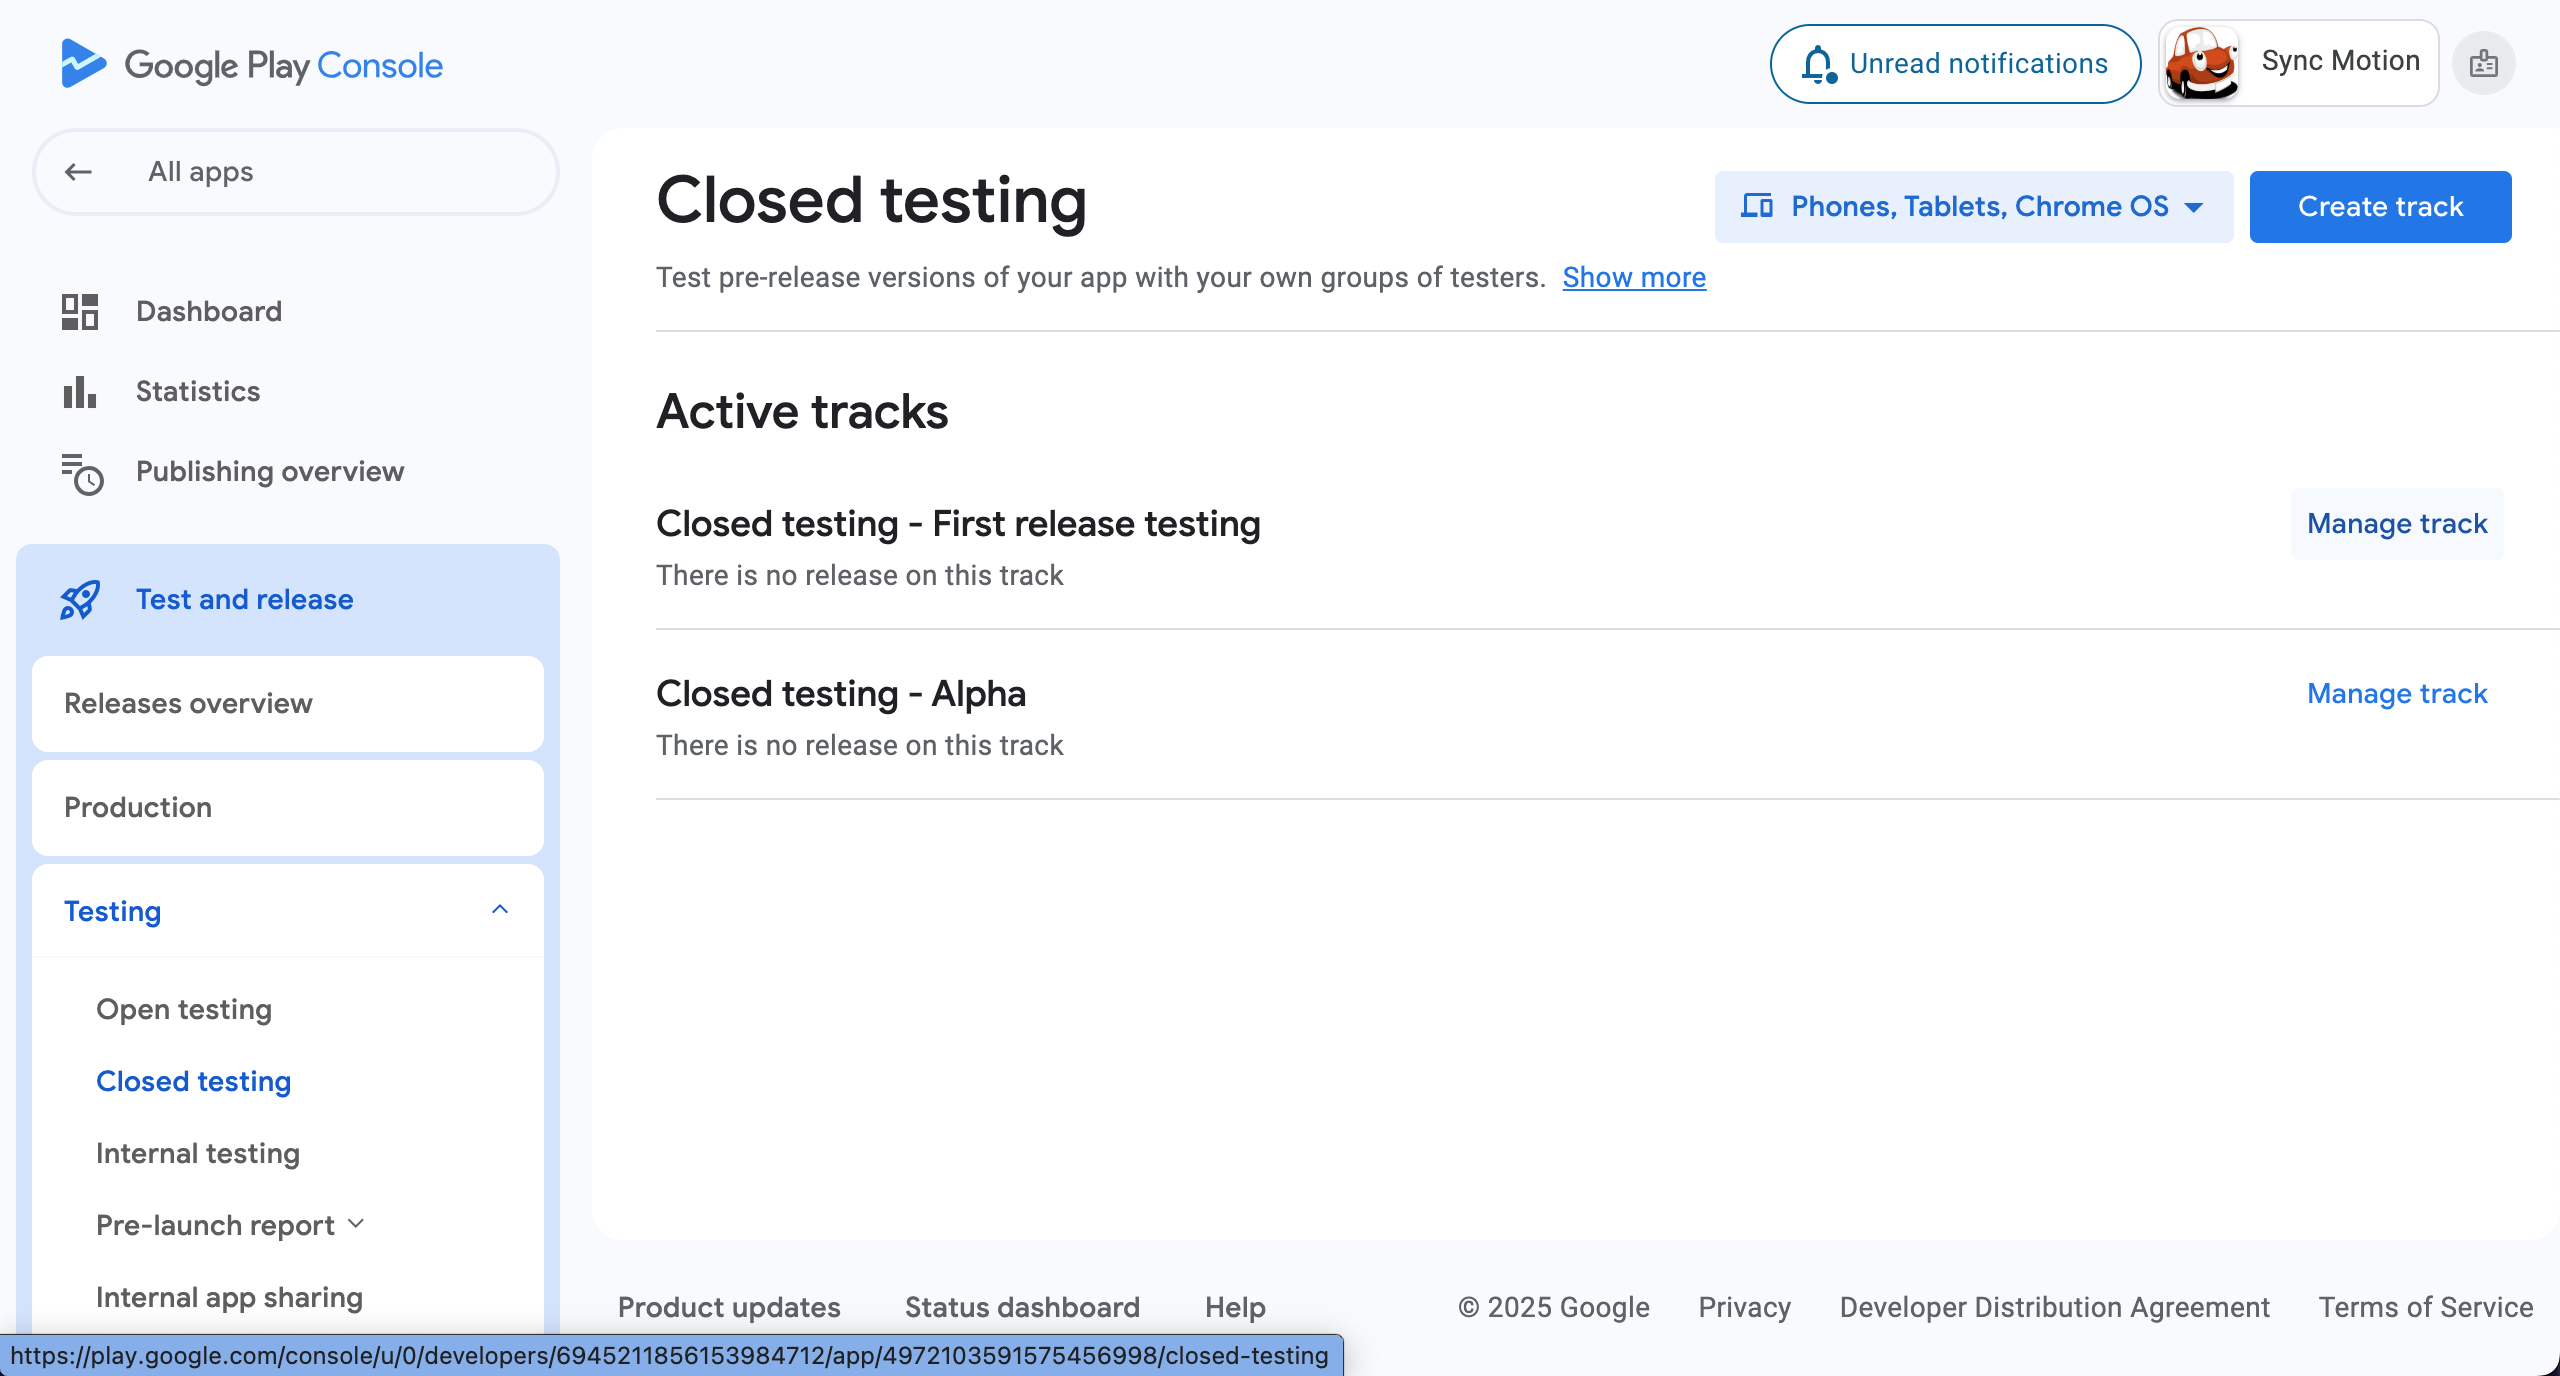 Google Play Console
Unread notifications
Sync Motion
All apps
Dashboard
Statistics
Publishing overview
Test and release
Releases overview
Production
Testing
Open testing
Closed testing
Internal testing
Pre-launch report
Internal app sharing
Closed testing
Phones, Tablets, Chrome OS
Create track
Test pre-release versions of your app with your own groups of testers. Show more
Active tracks
Closed testing - First release testing
Manage track
There is no release on this track
Closed testing - Alpha
Manage track
There is no release on this track
Product updates Status dashboard Help © 2025 Google Privacy Developer Distribution Agreement Terms of Service
https://play.google.com/console/u/0/developers/6945211856153984712/app/4972103591575456998/closed-testing